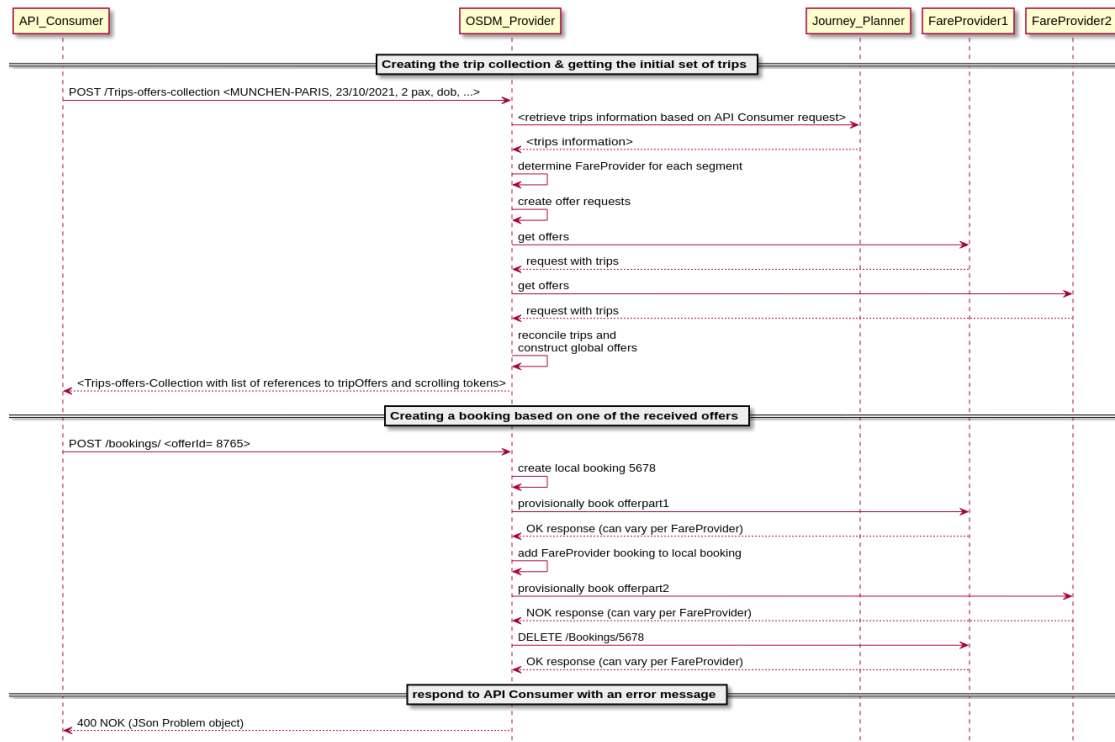 API_Consumer
OSDM_Provider
Journey_Planner
FareProvider1
FareProvider2
Creating the trip collection & getting the initial set of trips
POST /Trips-offers-collection <MUNCHEN-PARIS, 23/10/2021, 2 pax, dob, ...>
<retrieve trips information based on API Consumer request>
<trips information>
determine FareProvider for each segment
create offer requests
get offers
request with trips
get offers
request with trips
reconcile trips and
construct global offers
<Trips-offers-Collection with list of references to tripOffers and scrolling tokens>
Creating a booking based on one of the received offers
POST /bookings/ <offerId= 8765>
create local booking 5678
provisionally book offerpart1
OK response (can vary per FareProvider)
add FareProvider booking to local booking
provisionally book offerpart2
NOK response (can vary per FareProvider)
DELETE /Bookings/5678
OK response (can vary per FareProvider)
respond to API Consumer with an error message
400 NOK (JSon Problem object)